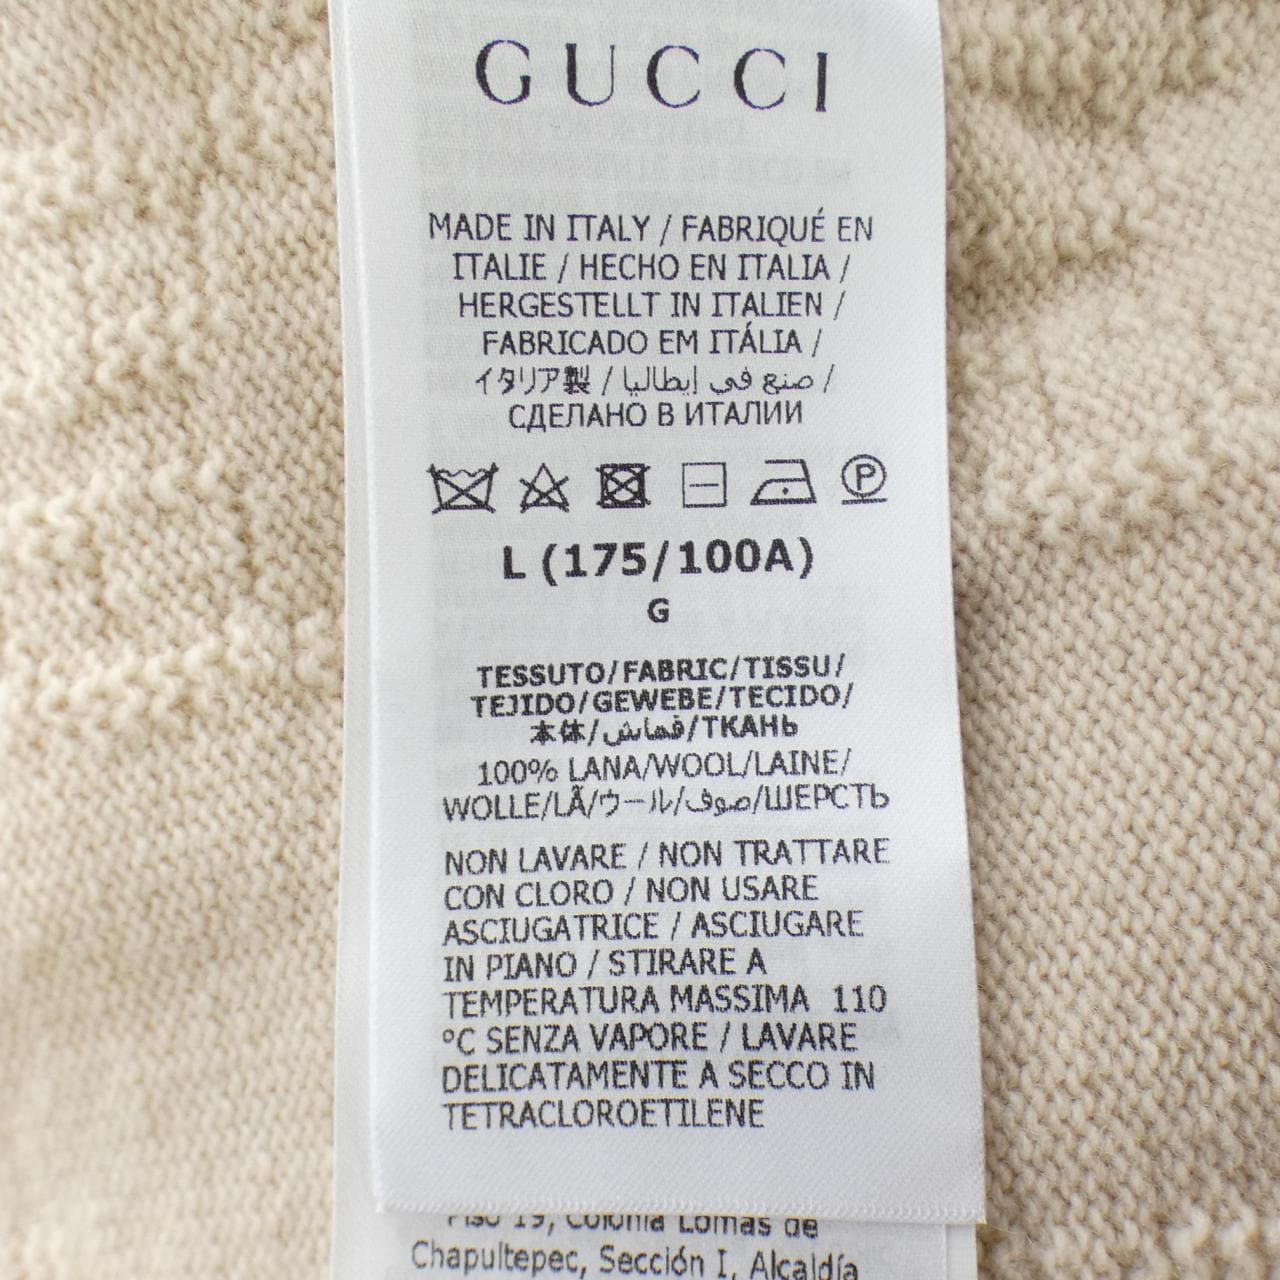 GUCCI
MADE IN ITALY / FABRIQUÉ EN
ITALIE / HECHO EN ITALIA /
HERGESTELLT IN ITALIEN /
FABRICADO EM ITÁLIA /
イタリア製 / صنع في إيطاليا /
СДЕЛАНО В ИТАЛИИ
P
L (175/100A)
G
TESSUTO/FABRIC/TISSU/
TEJIDO/GEWEBE/TECIDO/
本体/قماش/ТКАНЬ
100% LANA/WOOL/LAINE/
WOLLE/LÃ/ウール/صوف/ШЕРСТЬ
NON LAVARE / NON TRATTARE
CON CLORO / NON USARE
ASCIUGATRICE / ASCIUGARE
IN PIANO / STIRARE A
TEMPERATURA MASSIMA 110
°C SENZA VAPORE / LAVARE
DELICATAMENTE A SECCO IN
TETRACLOROETILENE
Piso 19, Colonia Lomas de
Chapultepec, Sección I, Alcaldía